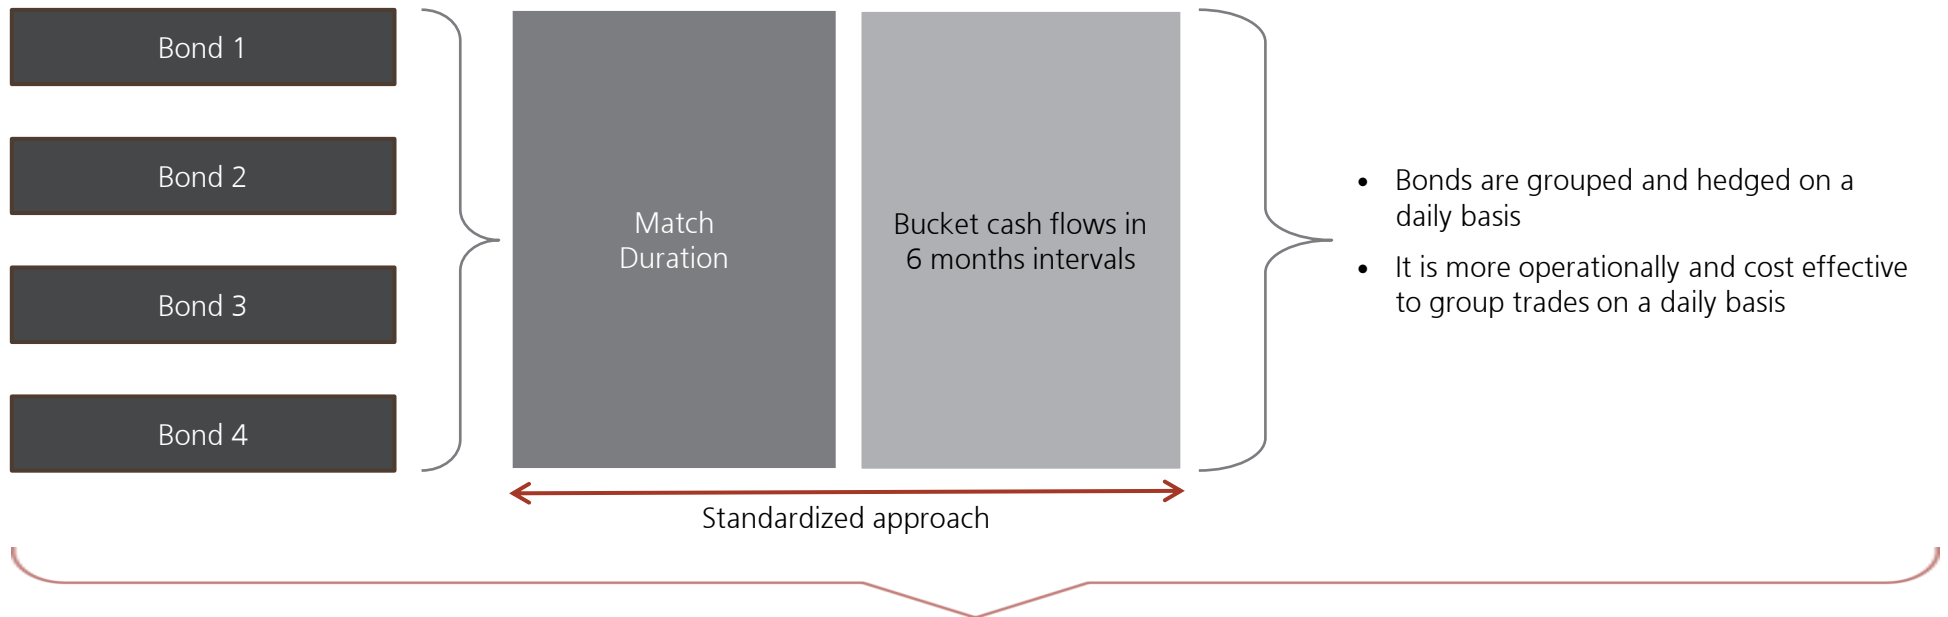 Bond 1
Bond 2
Bond 3
Bond 4
Match
Duration
Bucket cash flows in
6 months intervals
Standardized approach
• Bonds are grouped and hedged on a
daily basis
• It is more operationally and cost effective
to group trades on a daily basis